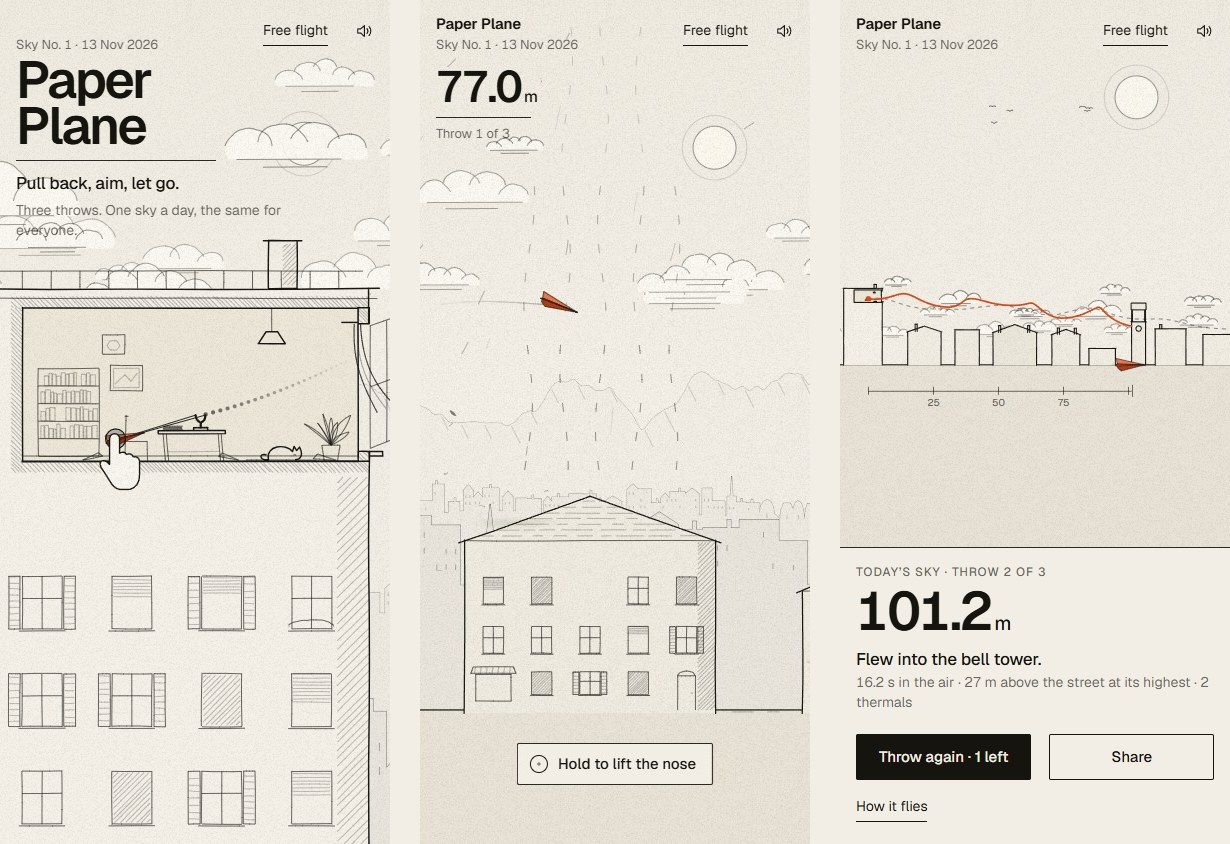 Free flight
Sky No. 1 · 13 Nov 2026
Paper
Plane
Pull back, aim, let go.
Three throws. One sky a day, the same for
everyone.
Paper Plane
Sky No. 1 · 13 Nov 2026
Free flight
77.0 m
Throw 1 of 3
Hold to lift the nose
Paper Plane
Sky No. 1 · 13 Nov 2026
Free flight
25 50 75
TODAY'S SKY · THROW 2 OF 3
101.2 m
Flew into the bell tower.
16.2 s in the air · 27 m above the street at its highest · 2
thermals
Throw again · 1 left
Share
How it flies